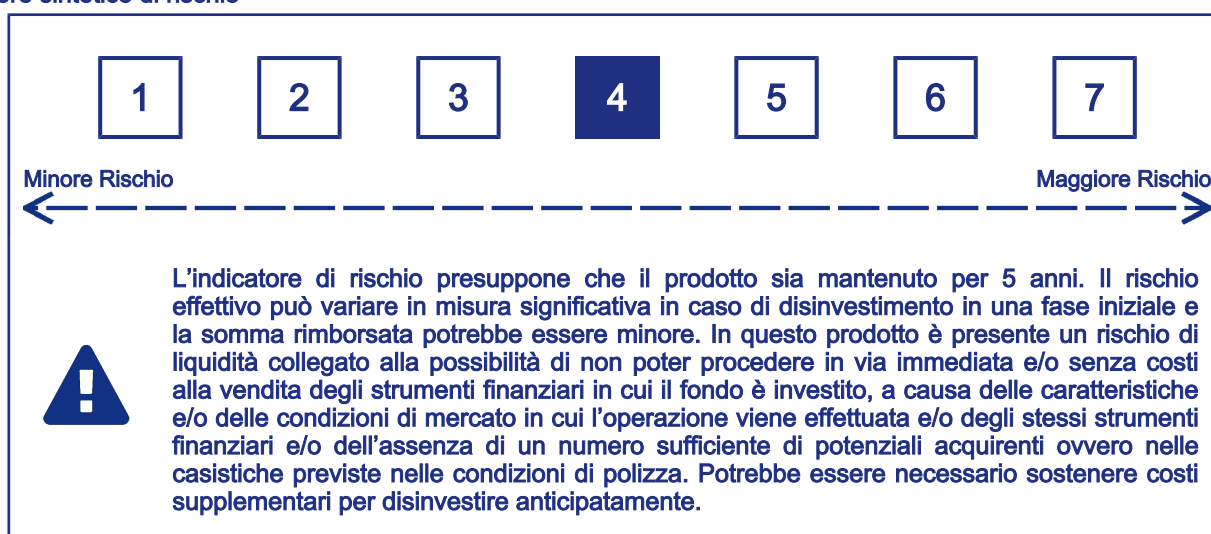 sintetico di rischio
1 2 3 4 5 6 7
Minore Rischio Maggiore Rischio
L'indicatore di rischio presuppone che il prodotto sia mantenuto per 5 anni. Il rischio
effettivo può variare in misura significativa in caso di disinvestimento in una fase iniziale e
la somma rimborsata potrebbe essere minore. In questo prodotto è presente un rischio di
liquidità collegato alla possibilità di non poter procedere in via immediata e/o senza costi
alla vendita degli strumenti finanziari in cui il fondo è investito, a causa delle caratteristiche
e/o delle condizioni di mercato in cui l'operazione viene effettuata e/o degli stessi strumenti
finanziari e/o dell'assenza di un numero sufficiente di potenziali acquirenti ovvero nelle
casistiche previste nelle condizioni di polizza. Potrebbe essere necessario sostenere costi
supplementari per disinvestire anticipatamente.